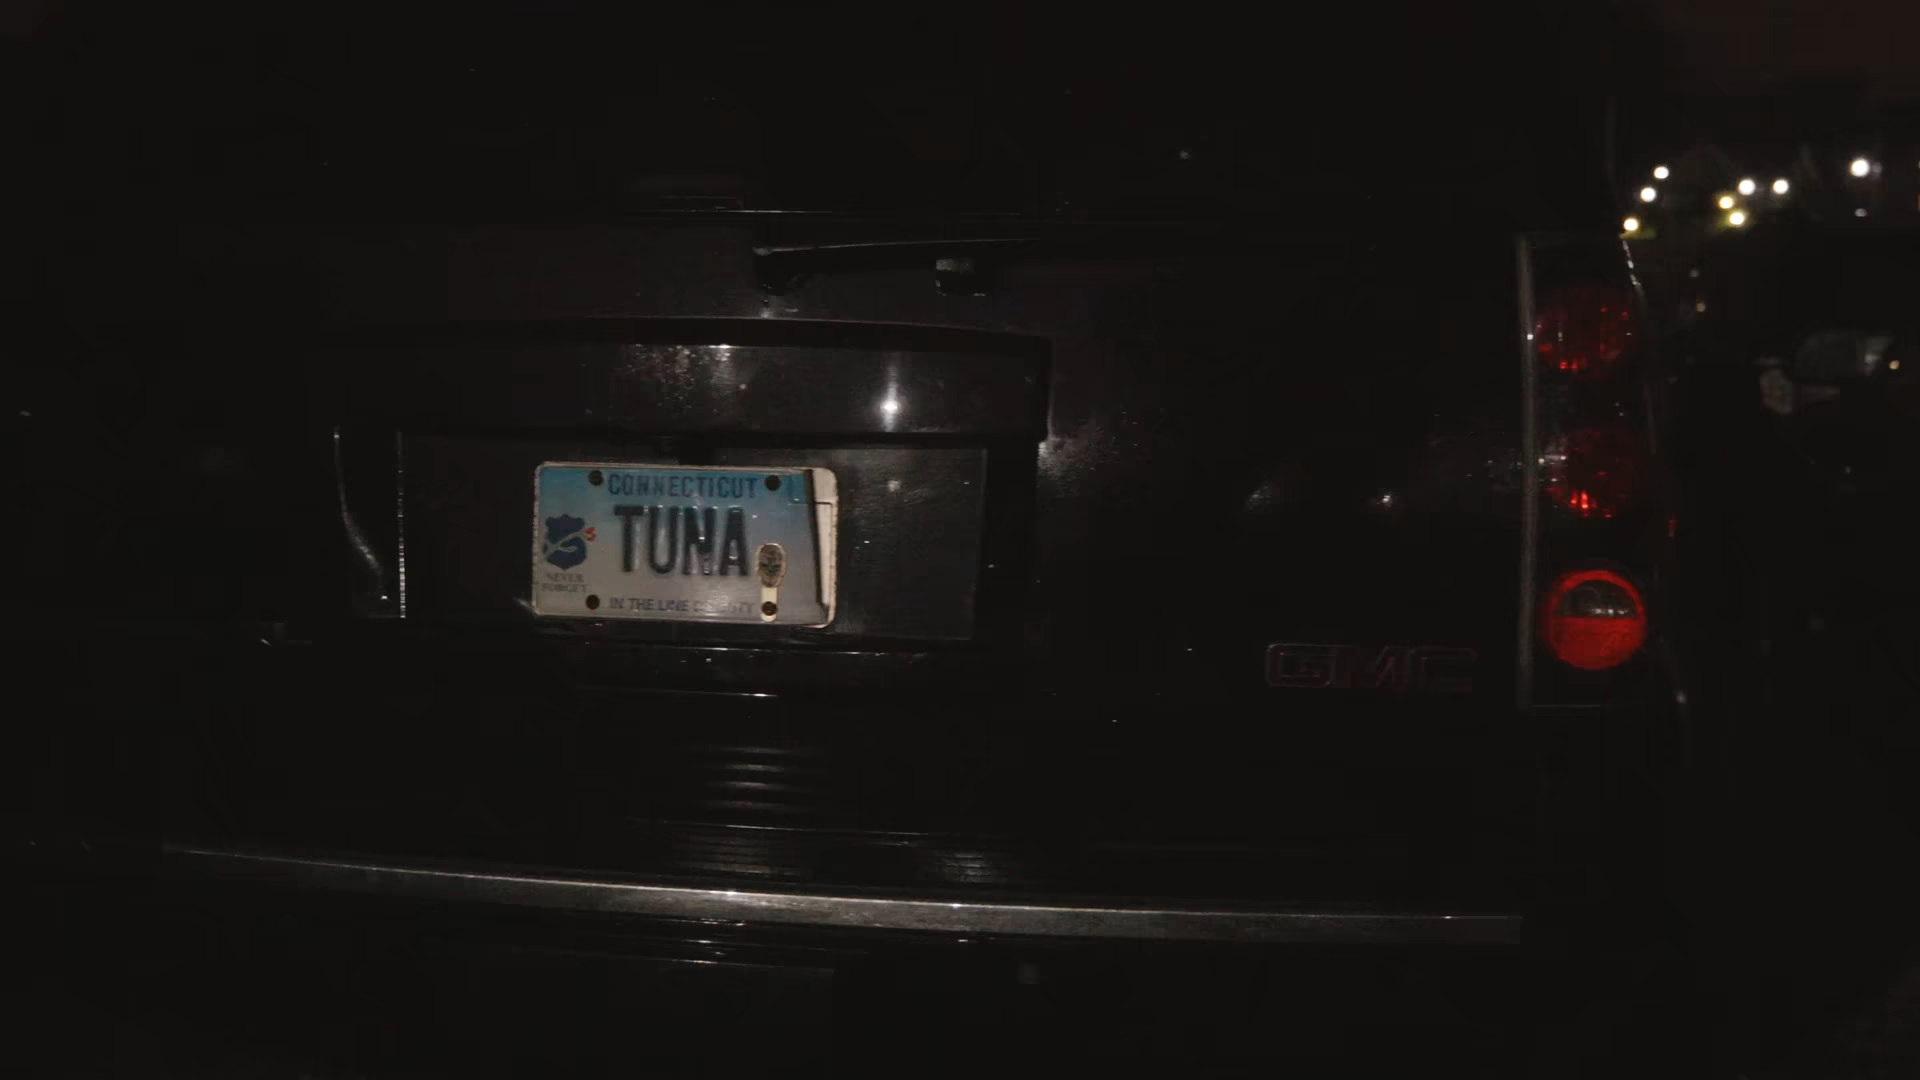 CONNECTICUT
TUNA
NEVER
FORGET
IN THE LINE OF DUTY
GMC